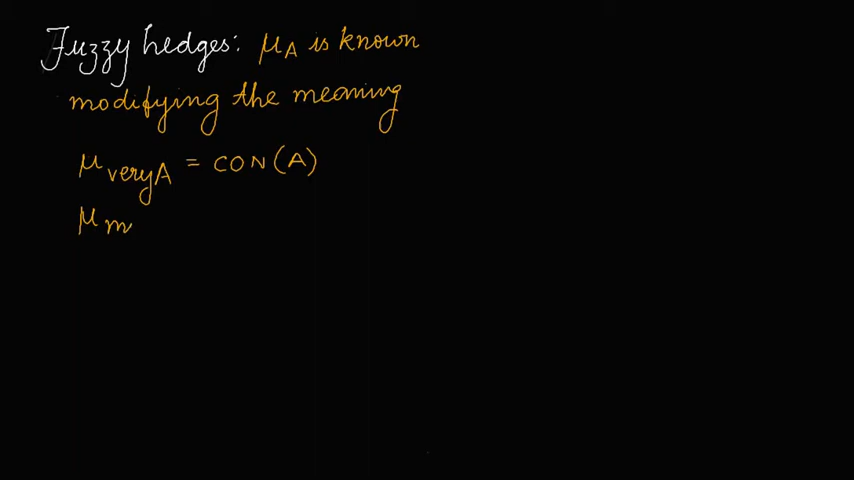 Fuzzy hedges: μA is known
modifying the meaning
μveryA = CON(A)
μm